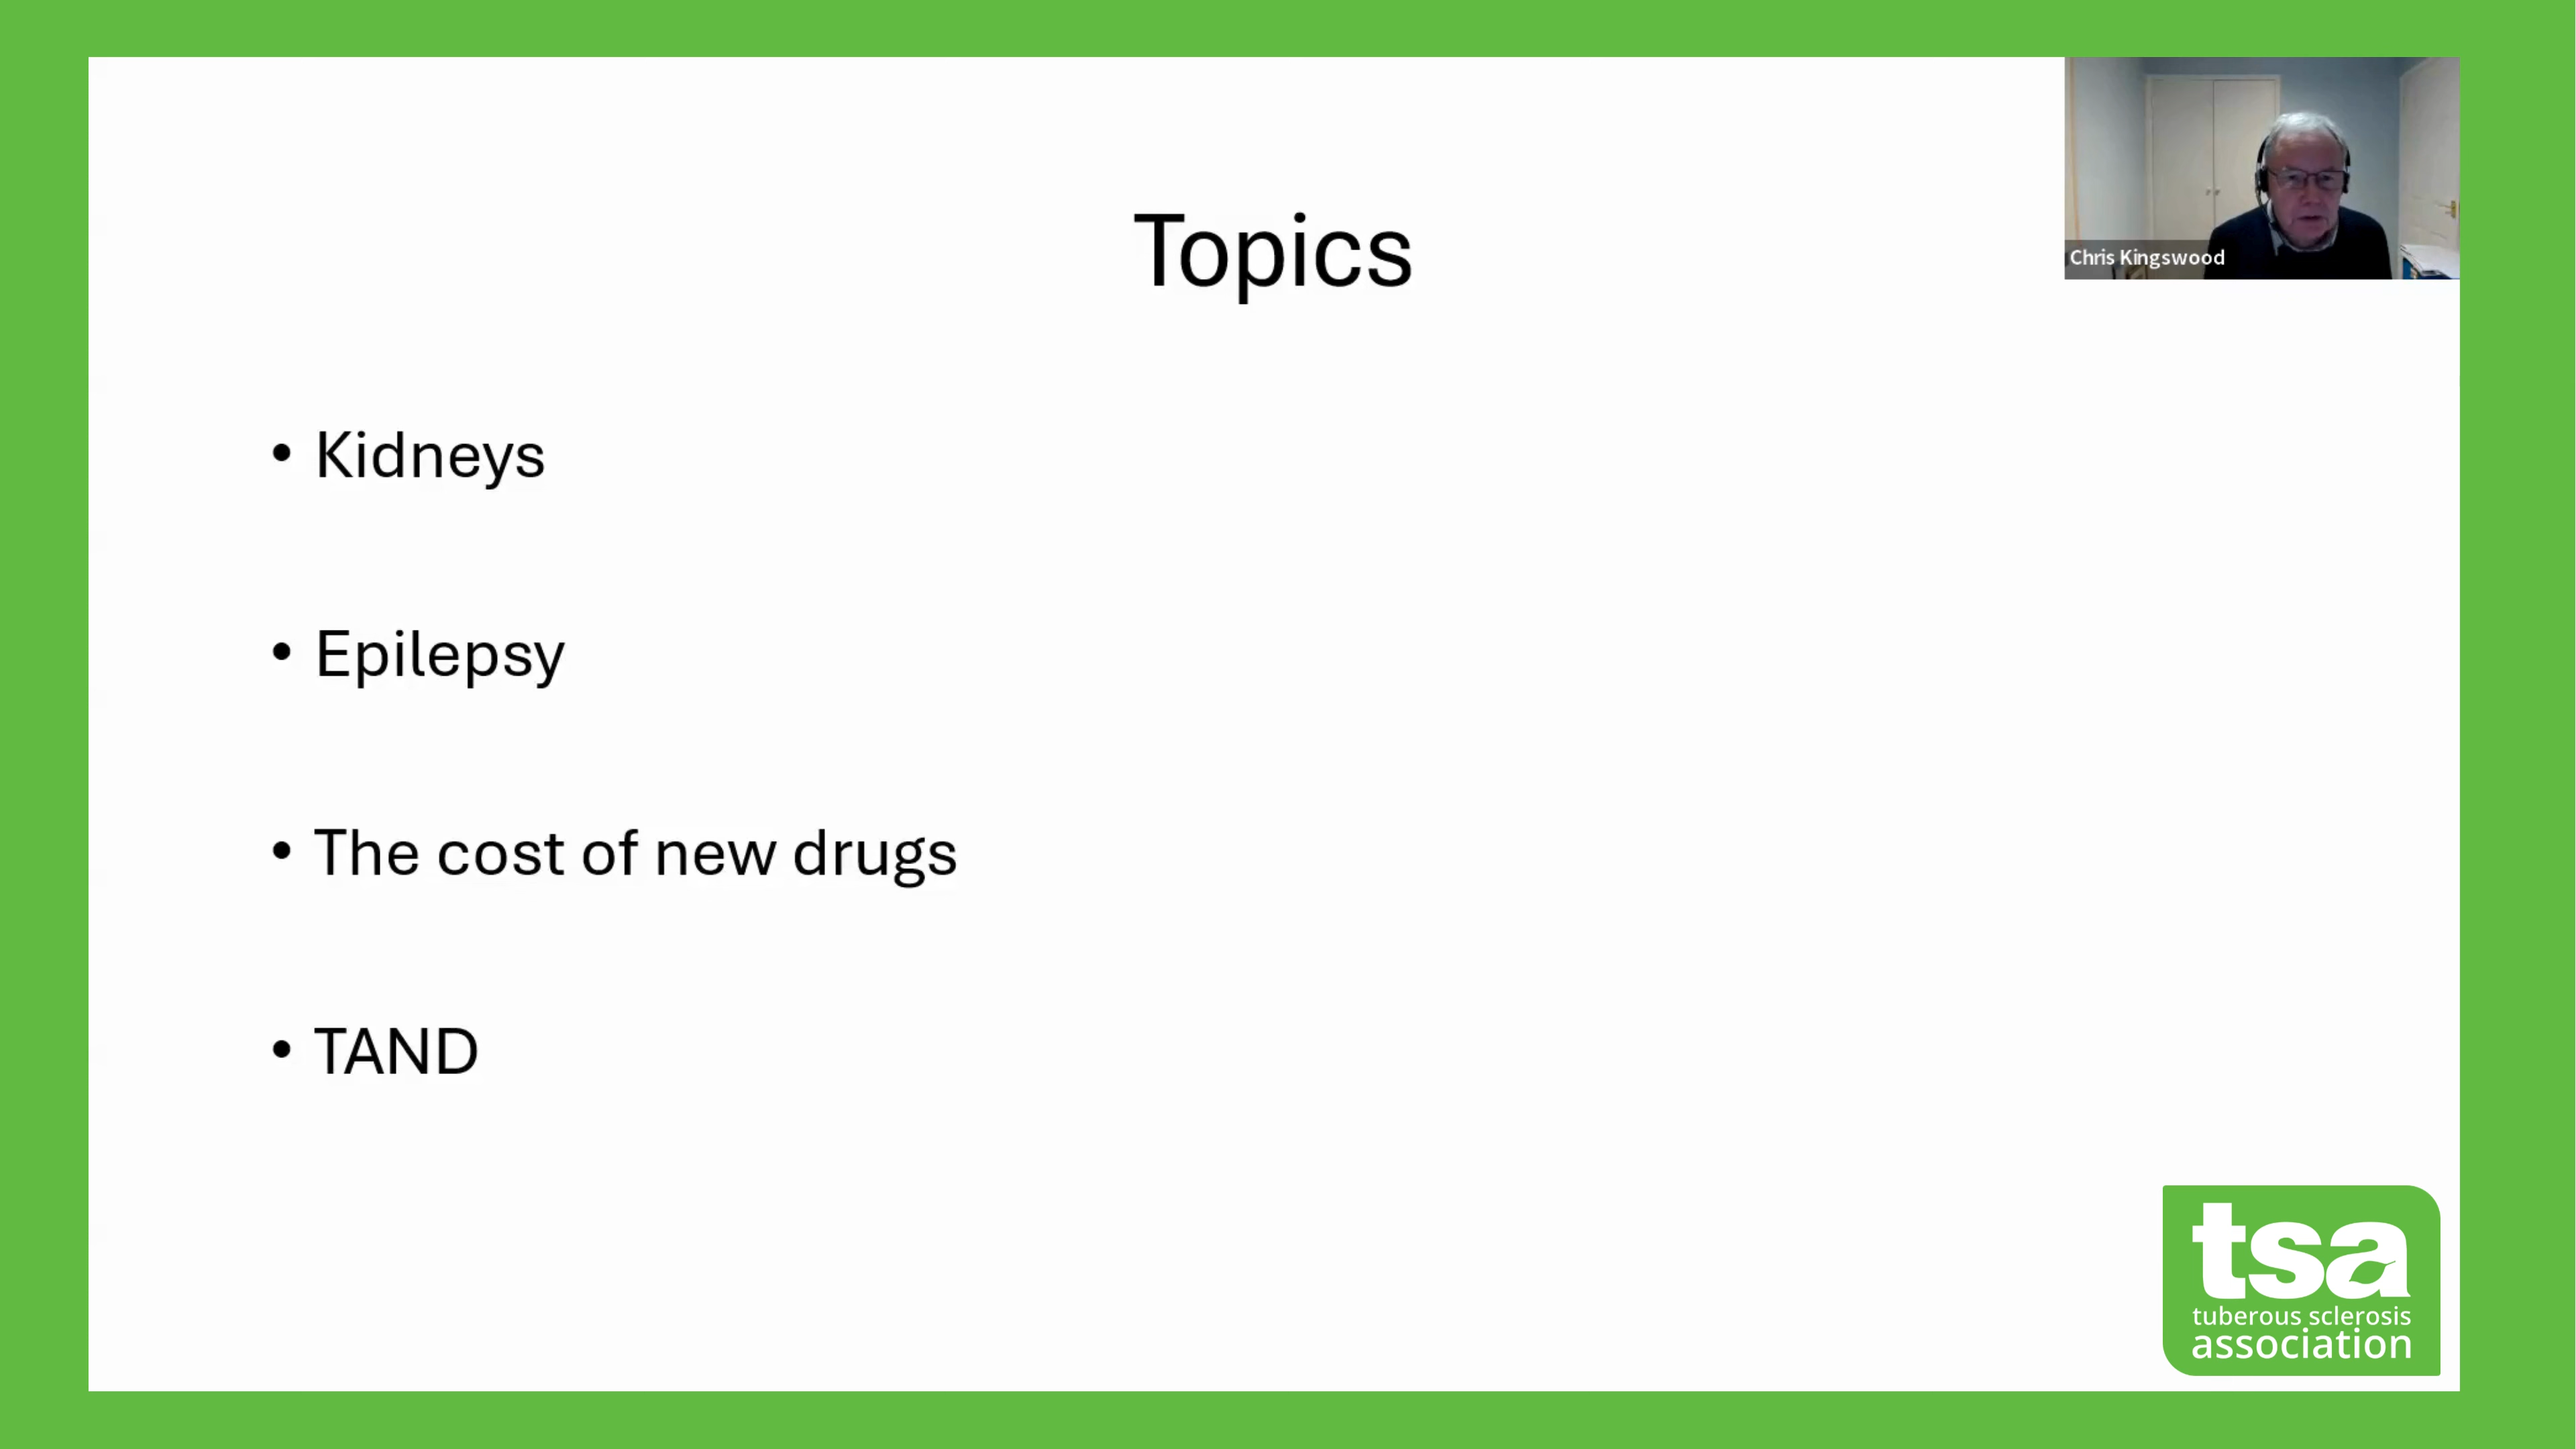 Topics
Chris Kingswood
• Kidneys
• Epilepsy
• The cost of new drugs
• TAND
tsa
tuberous sclerosis
association